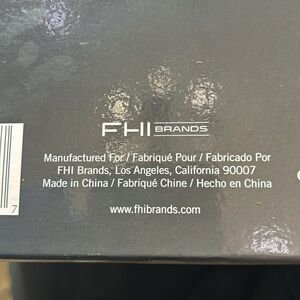 FHI BRANDS
Manufactured For / Fabriqué Pour / Fabricado Por
FHI Brands, Los Angeles, California 90007
Made in China / Fabriqué Chine / Hecho en China
www.fhibrands.com
7